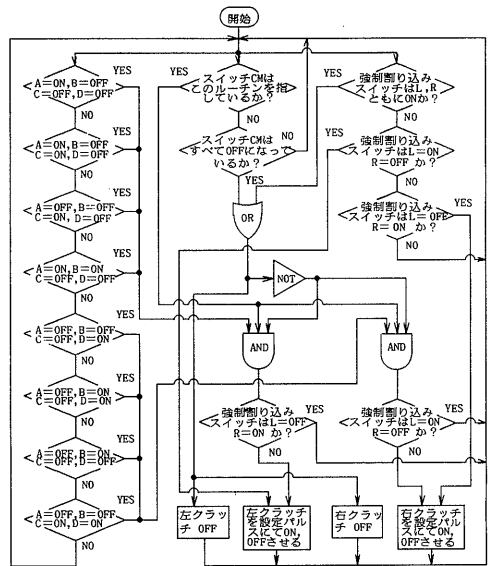 開始
A=ON,B=OFF
C=OFF,D=OFF
YES
NO
A=ON,B=OFF
C=ON,D=OFF
YES
NO
A=OFF,B=OFF
C=ON,D=OFF
YES
NO
A=ON,B=ON
C=OFF,D=OFF
YES
NO
A=OFF,B=OFF
C=OFF,D=ON
YES
NO
A=OFF,B=ON
C=OFF,D=ON
YES
NO
A=OFF,B=ON
C=OFF,D=OFF
YES
NO
A=OFF,B=OFF
C=ON,D=ON
YES
NO
スイッチCMは
このルーチンを指
しているか?
YES
NO
スイッチCMは
すべてOFFになって
いるか?
NO
YES
OR
NOT
AND
強制割り込み
スイッチはL=OFF
R=ON か?
YES
NO
左クラッ
チ OFF
左クラッチ
を設定パル
スにてON,
OFFさせる
強制割り込み
スイッチはL,R
ともにONか?
YES
NO
強制割り込み
スイッチはL=ON
R=OFF か?
YES
NO
強制割り込み
スイッチはL=OFF
R=ON か?
YES
NO
AND
強制割り込み
スイッチはL=ON
R=OFF か?
YES
NO
右クラッ
チ OFF
右クラッチ
を設定パル
スにてON,
OFFさせる